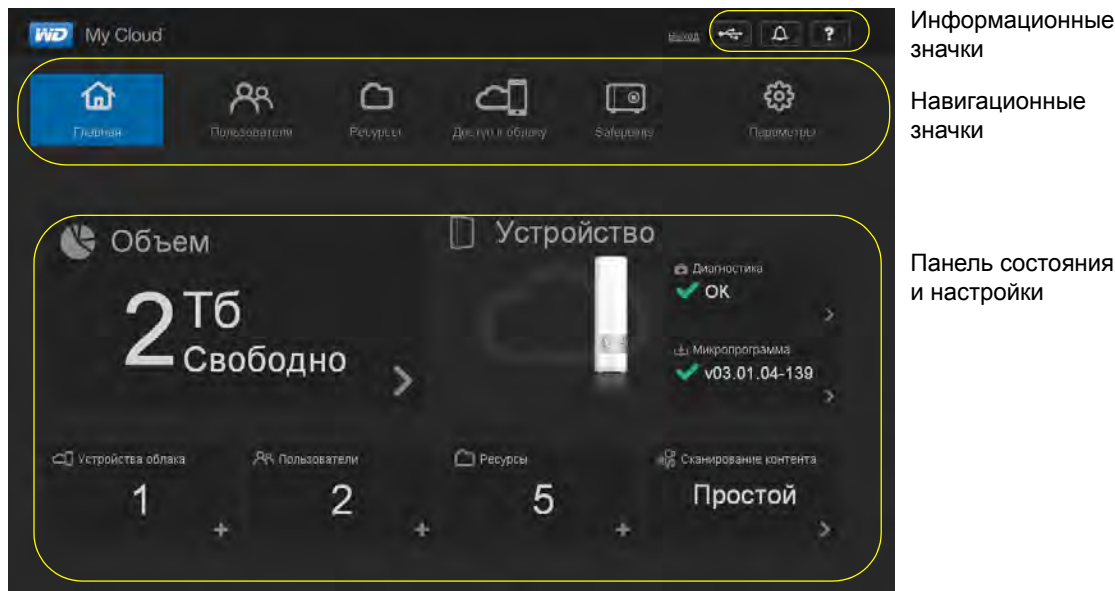 WD My Cloud
Выход
?
Информационные
значки
Главная
Пользователи
Ресурсы
Доступ к облаку
Safepoints
Параметры
Навигационные
значки
Объем
2 Тб
Свободно
Устройство
Диагностика
OK
Микропрограмма
v03.01.04-139
Панель состояния
и настройки
Устройства облака
1
Пользователи
2
Ресурсы
5
Сканирование контента
Простой